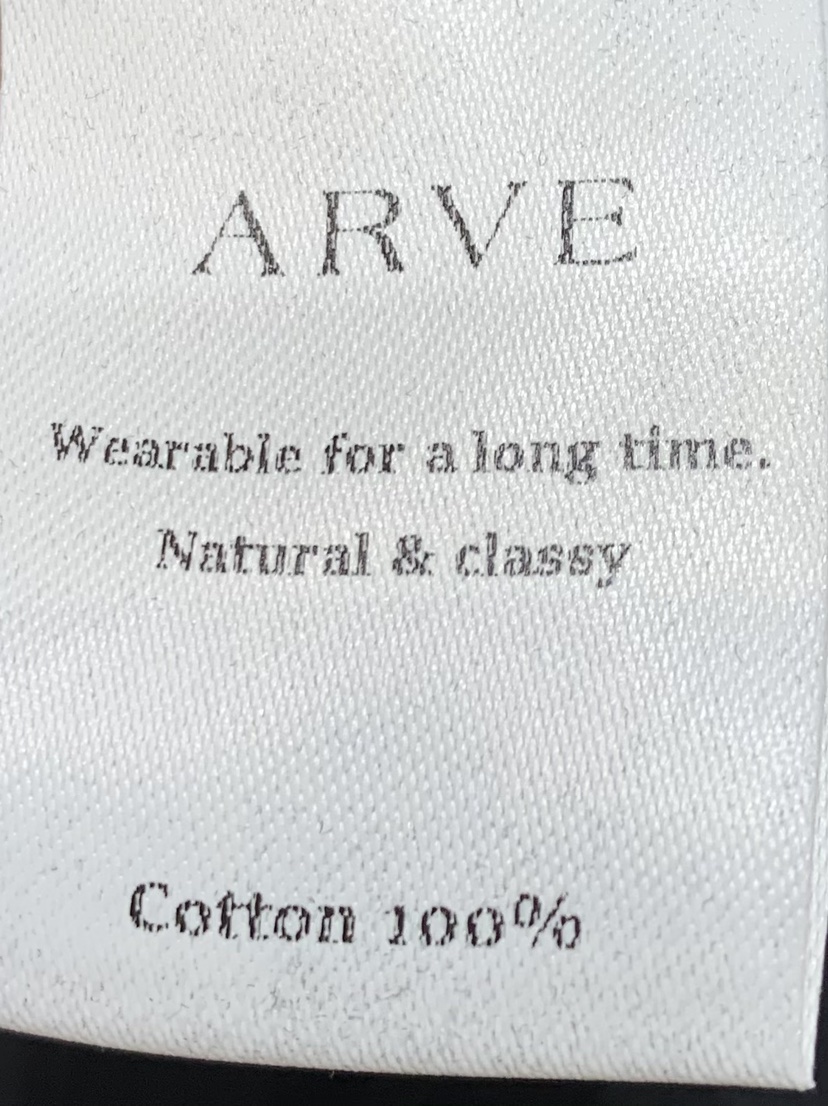 ARVE
Wearable for a long time.
Natural & classy
Cotton 100%